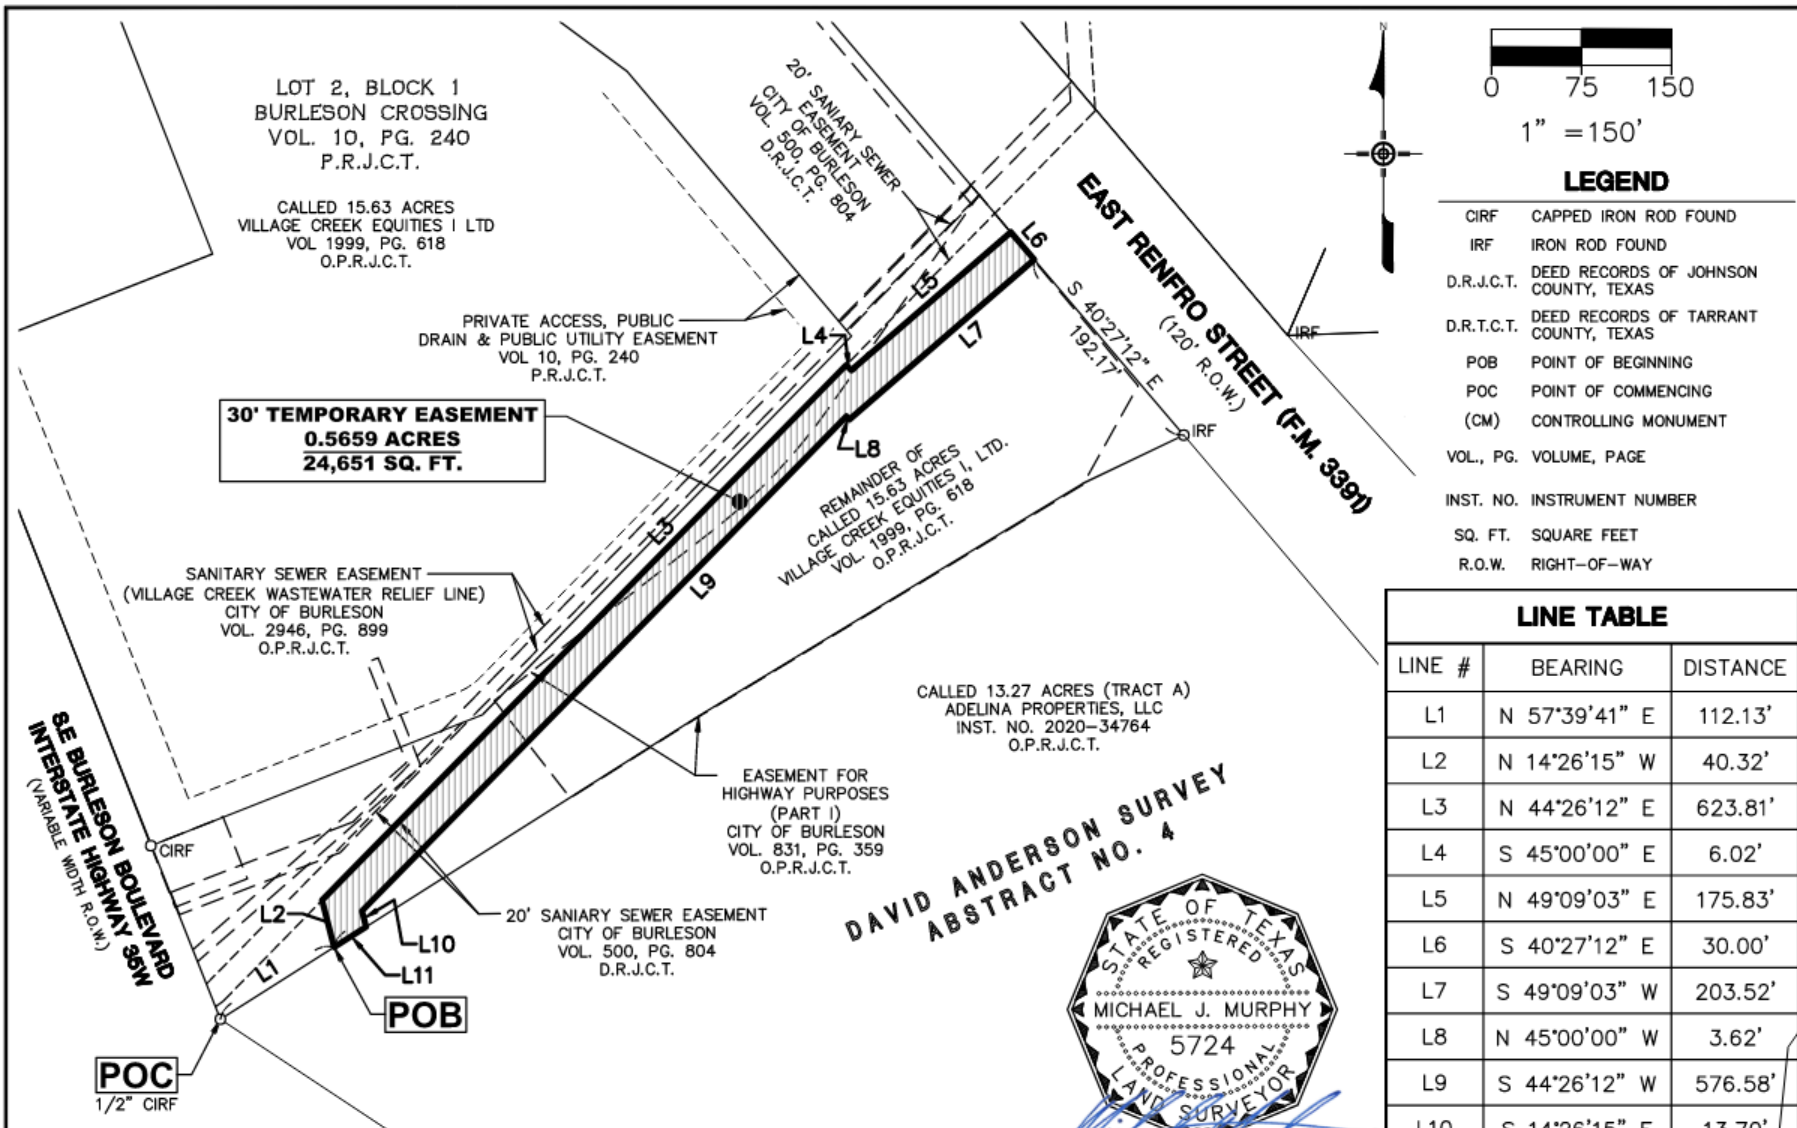 LOT 2, BLOCK 1
BURLESON CROSSING
VOL. 10, PG. 240
P.R.J.C.T.
CALLED 15.63 ACRES
VILLAGE CREEK EQUITIES I LTD
VOL 1999, PG. 618
O.P.R.J.C.T.
20' SANIARY SEWER
EASEMENT
CITY OF BURLESON
VOL. 500, PG. 804
D.R.J.C.T.
PRIVATE ACCESS, PUBLIC
DRAIN & PUBLIC UTILITY EASEMENT
VOL 10, PG. 240
P.R.J.C.T.
30' TEMPORARY EASEMENT
0.5659 ACRES
24,651 SQ. FT.
L4
L5
L6
L7
L8
L3
L9
EAST RENFRO STREET (F.M. 3391)
(120' R.O.W.)
S 40°27'12" E
192.17'
IRF
IRF
REMAINDER OF
CALLED 15.63 ACRES
VILLAGE CREEK EQUITIES I, LTD.
VOL. 1999, PG. 618
O.P.R.J.C.T.
SANITARY SEWER EASEMENT
(VILLAGE CREEK WASTEWATER RELIEF LINE)
CITY OF BURLESON
VOL. 2946, PG. 899
O.P.R.J.C.T.
CALLED 13.27 ACRES (TRACT A)
ADELINA PROPERTIES, LLC
INST. NO. 2020-34764
O.P.R.J.C.T.
EASEMENT FOR
HIGHWAY PURPOSES
(PART I)
CITY OF BURLESON
VOL. 831, PG. 359
O.P.R.J.C.T.
S.E BURLESON BOULEVARD
INTERSTATE HIGHWAY 35W
(VARIABLE WIDTH R.O.W.)
CIRF
L2
L10
L11
L1
20' SANIARY SEWER EASEMENT
CITY OF BURLESON
VOL. 500, PG. 804
D.R.J.C.T.
POB
POC
1/2" CIRF
DAVID ANDERSON SURVEY
ABSTRACT NO. 4
STATE OF TEXAS
REGISTERED
MICHAEL J. MURPHY
5724
PROFESSIONAL
LAND SURVEYOR
N
0 75 150
1" =150'
LEGEND
CIRF CAPPED IRON ROD FOUND
IRF IRON ROD FOUND
D.R.J.C.T. DEED RECORDS OF JOHNSON
COUNTY, TEXAS
D.R.T.C.T. DEED RECORDS OF TARRANT
COUNTY, TEXAS
POB POINT OF BEGINNING
POC POINT OF COMMENCING
(CM) CONTROLLING MONUMENT
VOL., PG. VOLUME, PAGE
INST. NO. INSTRUMENT NUMBER
SQ. FT. SQUARE FEET
R.O.W. RIGHT-OF-WAY
LINE TABLE
LINE # BEARING DISTANCE
L1 N 57°39'41" E 112.13'
L2 N 14°26'15" W 40.32'
L3 N 44°26'12" E 623.81'
L4 S 45°00'00" E 6.02'
L5 N 49°09'03" E 175.83'
L6 S 40°27'12" E 30.00'
L7 S 49°09'03" W 203.52'
L8 N 45°00'00" W 3.62'
L9 S 44°26'12" W 576.58'
L10 S 14°26'15" E 13.70'